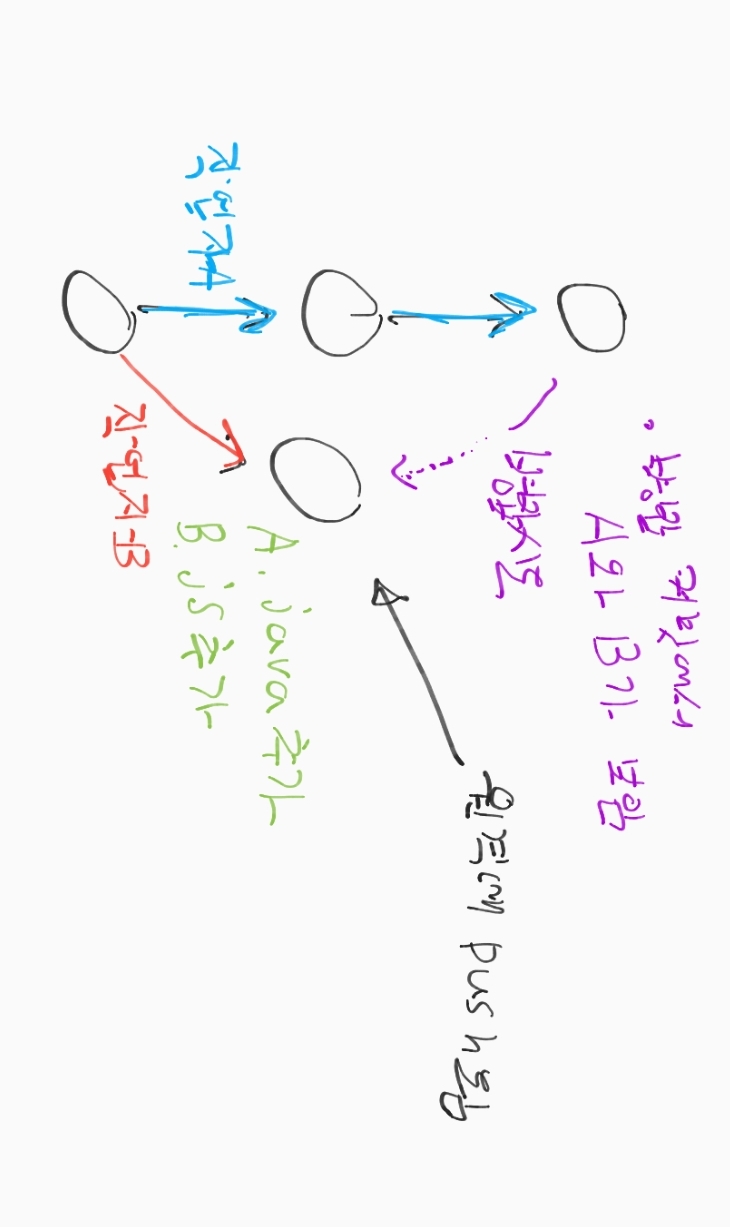 · 병합 커밋에서
A와 B가 보임
병합시도
원격에 push됨
A. java 추가
B. js 추가
작업자A
작업자B